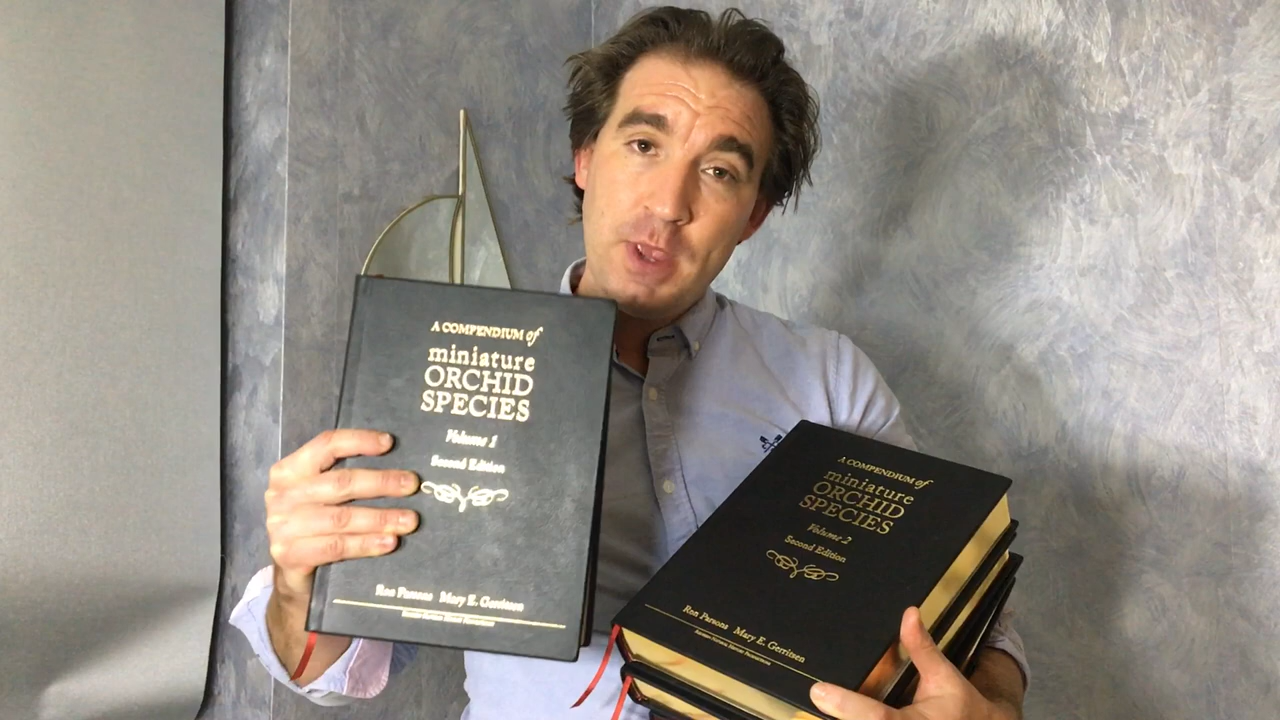 A COMPENDIUM of
miniature
ORCHID
SPECIES
Volume 1
Second Edition
Ron Parsons Mary E. Gerritsen
A COMPENDIUM of
miniature
ORCHID
SPECIES
Volume 2
Second Edition
Ron Parsons Mary E. Gerritsen